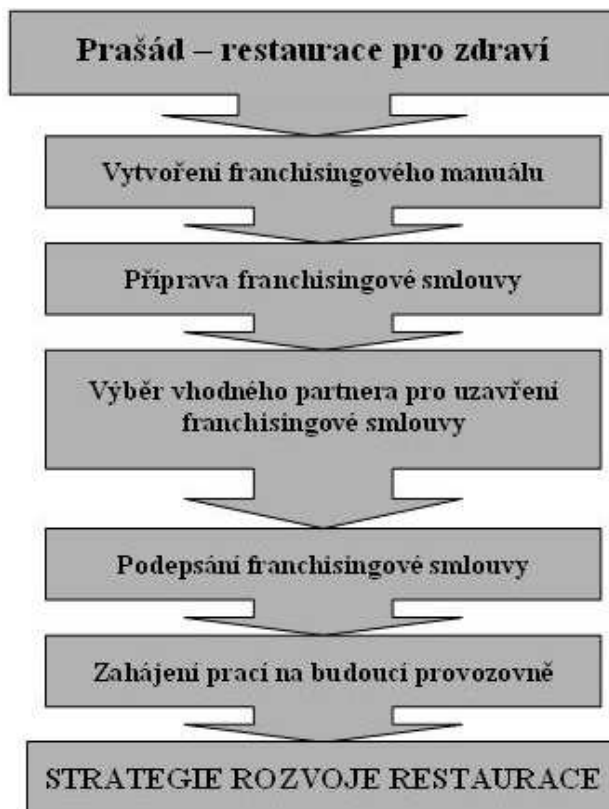 Prašád – restaurace pro zdraví
Vytvoření franchisingového manuálu
Příprava franchisingové smlouvy
Výběr vhodného partnera pro uzavření
franchisingové smlouvy
Podepsání franchisingové smlouvy
Zahájení prací na budoucí provozovně
STRATEGIE ROZVOJE RESTAURACE